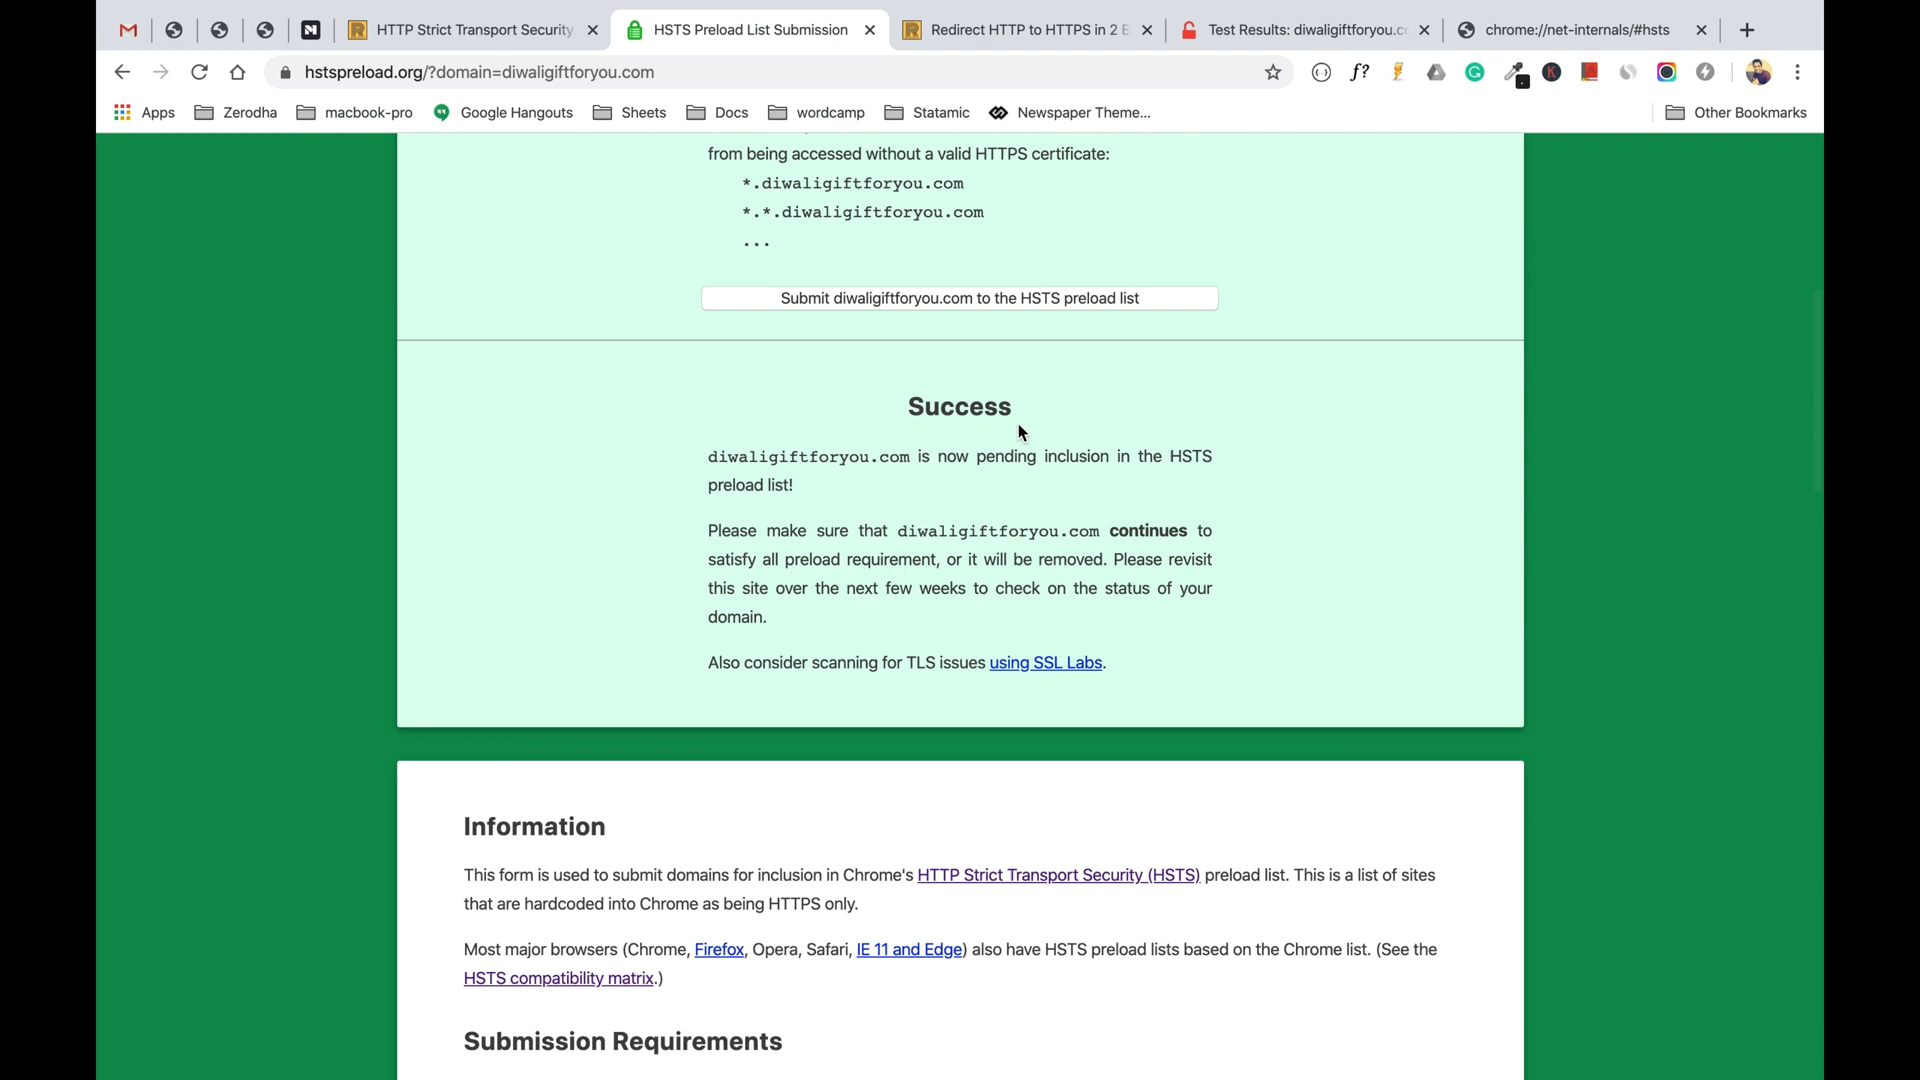 HTTP Strict Transport Security
HSTS Preload List Submission
Redirect HTTP to HTTPS in 2 E
Test Results: diwaligiftforyou.co
chrome://net-internals/#hsts
hstspreload.org/?domain=diwaligiftforyou.com
f?
K
Apps
Zerodha
macbook-pro
Google Hangouts
Sheets
Docs
wordcamp
Statamic
Newspaper Theme...
Other Bookmarks
from being accessed without a valid HTTPS certificate:
*.diwaligiftforyou.com
*.*.diwaligiftforyou.com
...
Submit diwaligiftforyou.com to the HSTS preload list
Success
diwaligiftforyou.com is now pending inclusion in the HSTS
preload list!
Please make sure that diwaligiftforyou.com continues to
satisfy all preload requirement, or it will be removed. Please revisit
this site over the next few weeks to check on the status of your
domain.
Also consider scanning for TLS issues using SSL Labs.
Information
This form is used to submit domains for inclusion in Chrome's HTTP Strict Transport Security (HSTS) preload list. This is a list of sites
that are hardcoded into Chrome as being HTTPS only.
Most major browsers (Chrome, Firefox, Opera, Safari, IE 11 and Edge) also have HSTS preload lists based on the Chrome list. (See the
HSTS compatibility matrix.)
Submission Requirements